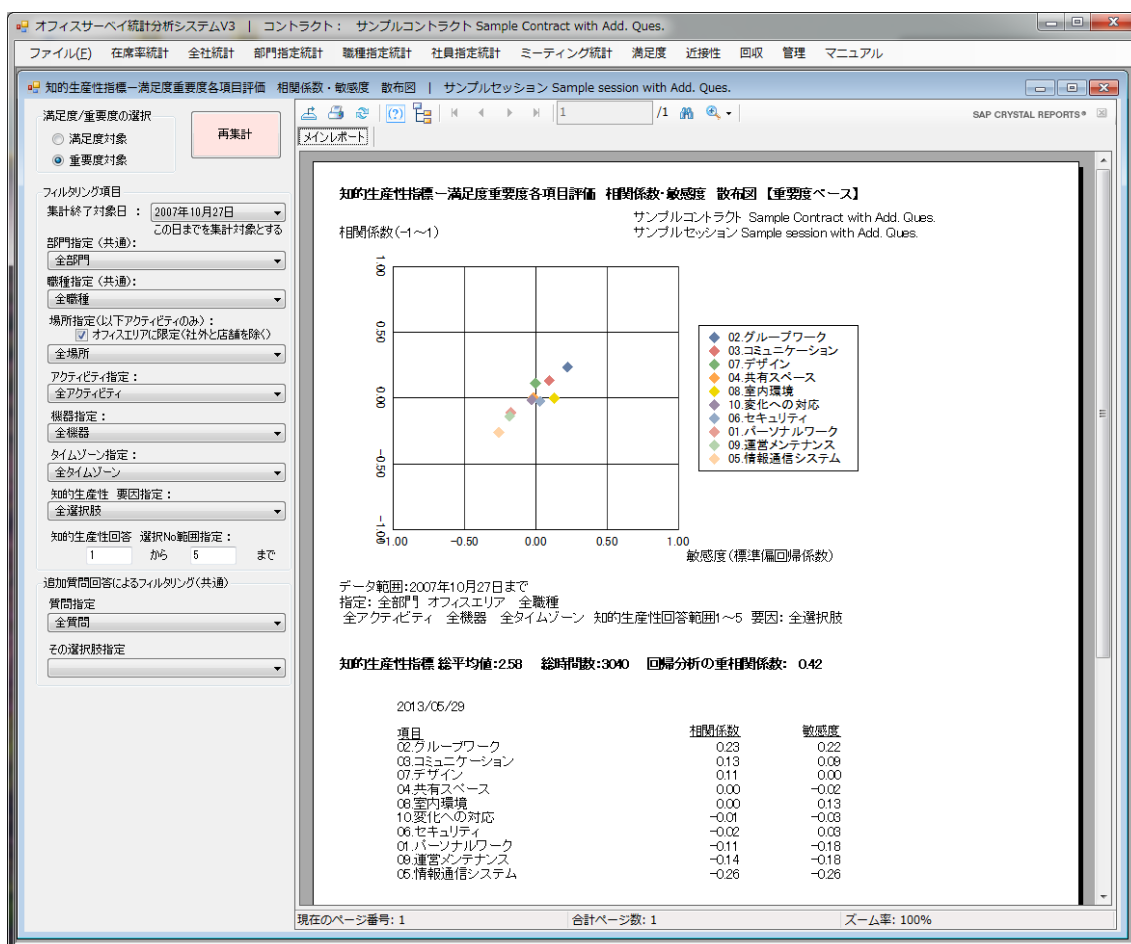 オフィスサーベイ統計分析システムV3 | コントラクト： サンプルコントラクト Sample Contract with Add. Ques.
ファイル(F) 在席率統計 全社統計 部門指定統計 職種指定統計 社員指定統計 ミーティング統計 満足度 近接性 回収 管理 マニュアル
知的生産性指標ー満足度重要度各項目評価 相関係数・敏感度 散布図 | サンプルセッション Sample session with Add. Ques.
満足度/重要度の選択
満足度対象
重要度対象
再集計
フィルタリング項目
集計終了対象日 ： 2007年10月27日
この日までを集計対象とする
部門指定 (共通)：
全部門
職種指定 (共通)：
全職種
場所指定(以下アクティビティのみ)：
オフィスエリアに限定(社外と店舗を除く)
全場所
アクティビティ指定：
全アクティビティ
機器指定：
全機器
タイムゾーン指定：
全タイムゾーン
知的生産性 要因指定：
全選択肢
知的生産性回答 選択No範囲指定：
1 から 5 まで
追加質問回答によるフィルタリング(共通)
質問指定
全質問
その選択肢指定
1 /1
SAP CRYSTAL REPORTS®
メインレポート
知的生産性指標ー満足度重要度各項目評価 相関係数・敏感度 散布図 【重要度ベース】
サンプルコントラクト Sample Contract with Add. Ques.
サンプルセッション Sample session with Add. Ques.
相関係数(-1～1)
1.00
0.50
0.00
-0.50
-1.00
-1.00 -0.50 0.00 0.50 1.00
敏感度(標準偏回帰係数)
02.グループワーク
03.コミュニケーション
07.デザイン
04.共有スペース
08.室内環境
10.変化への対応
06.セキュリティ
01.パーソナルワーク
09.運営メンテナンス
05.情報通信システム
データ範囲:2007年10月27日まで
指定: 全部門 オフィスエリア 全職種
全アクティビティ 全機器 全タイムゾーン 知的生産性回答範囲1～5 要因: 全選択肢
知的生産性指標 総平均値:2.58 総時間数:3040 回帰分析の重相関係数: 0.42
2013/05/29
項目 相関係数 敏感度
02.グループワーク 0.23 0.22
03.コミュニケーション 0.13 0.09
07.デザイン 0.11 0.00
04.共有スペース 0.00 -0.02
08.室内環境 0.00 0.13
10.変化への対応 -0.01 -0.03
06.セキュリティ -0.02 0.03
01.パーソナルワーク -0.11 -0.18
09.運営メンテナンス -0.14 -0.18
05.情報通信システム -0.26 -0.26
現在のページ番号: 1 合計ページ数: 1 ズーム率: 100%